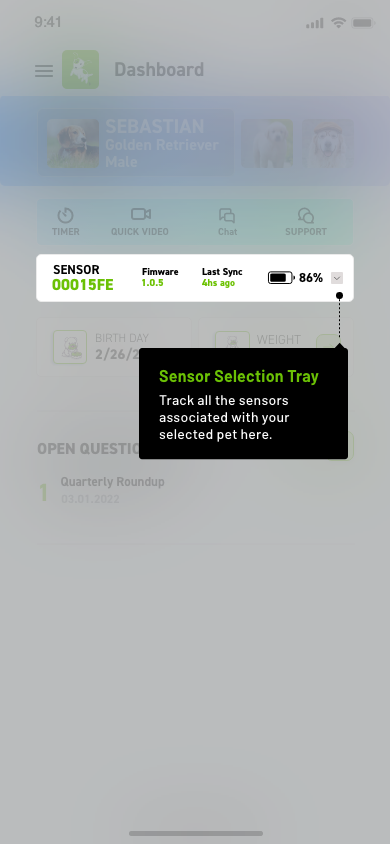 9:41
Dashboard
SEBASTIAN
Golden Retriever
Male
TIMER
QUICK VIDEO
Chat
SUPPORT
SENSOR
00015FE
Fimware
1.0.5
Last Sync
4hs ago
86%
BIRTH DAY
2/26/2
WEIGHT
Sensor Selection Tray
Track all the sensors
associated with your
selected pet here.
OPEN QUESTIO
1
Quarterly Roundup
03.01.2022